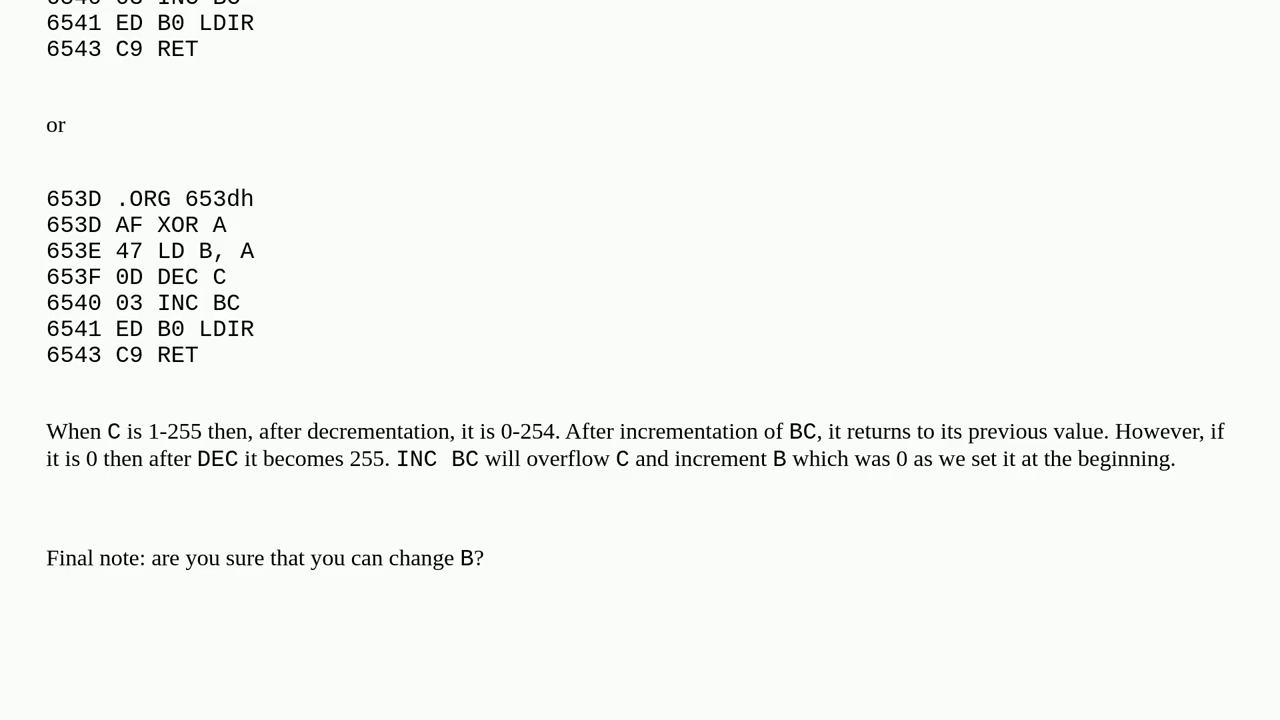 6540 03 INC BC
6541 ED B0 LDIR
6543 C9 RET
or
653D .ORG 653dh
653D AF XOR A
653E 47 LD B, A
653F 0D DEC C
6540 03 INC BC
6541 ED B0 LDIR
6543 C9 RET
When C is 1-255 then, after decrementation, it is 0-254. After incrementation of BC, it returns to its previous value. However, if
it is 0 then after DEC it becomes 255. INC BC will overflow C and increment B which was 0 as we set it at the beginning.
Final note: are you sure that you can change B?